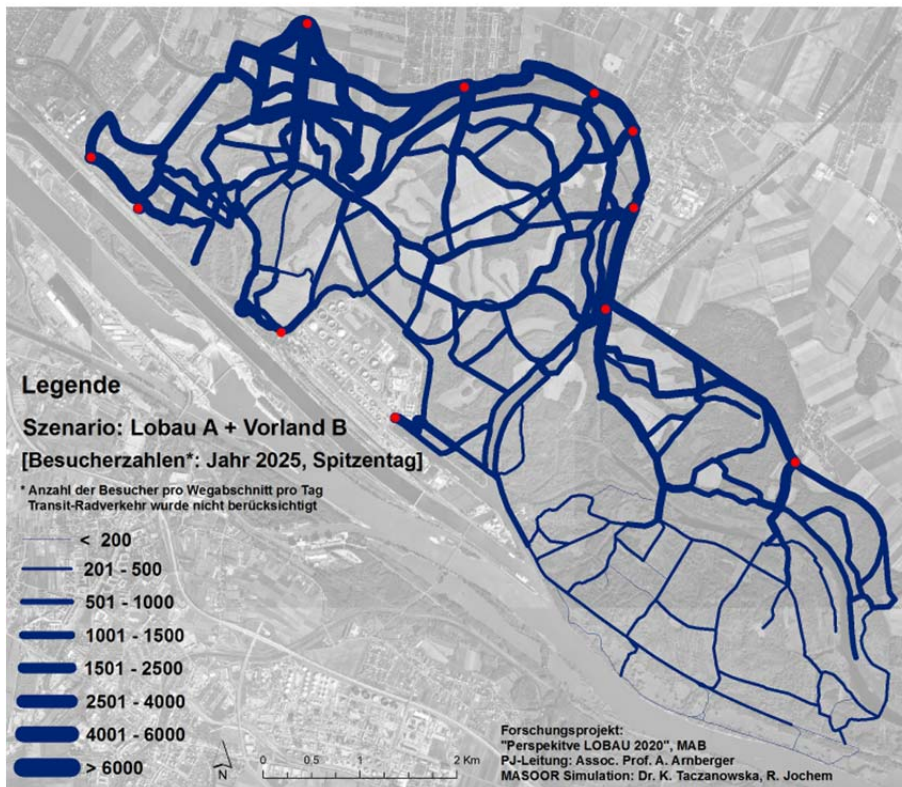 Legende
Szenario: Lobau A + Vorland B
[Besucherzahlen*: Jahr 2025, Spitzentag]
* Anzahl der Besucher pro Wegabschnitt pro Tag
Transit-Radverkehr wurde nicht berücksichtigt
< 200
201 - 500
501 - 1000
1001 - 1500
1501 - 2500
2501 - 4000
4001 - 6000
> 6000
N
0 0.5 1 2 Km
Forschungsprojekt:
"Perspekitve LOBAU 2020", MAB
PJ-Leitung: Assoc. Prof. A. Arnberger
MASOOR Simulation: Dr. K. Taczanowska, R. Jochem